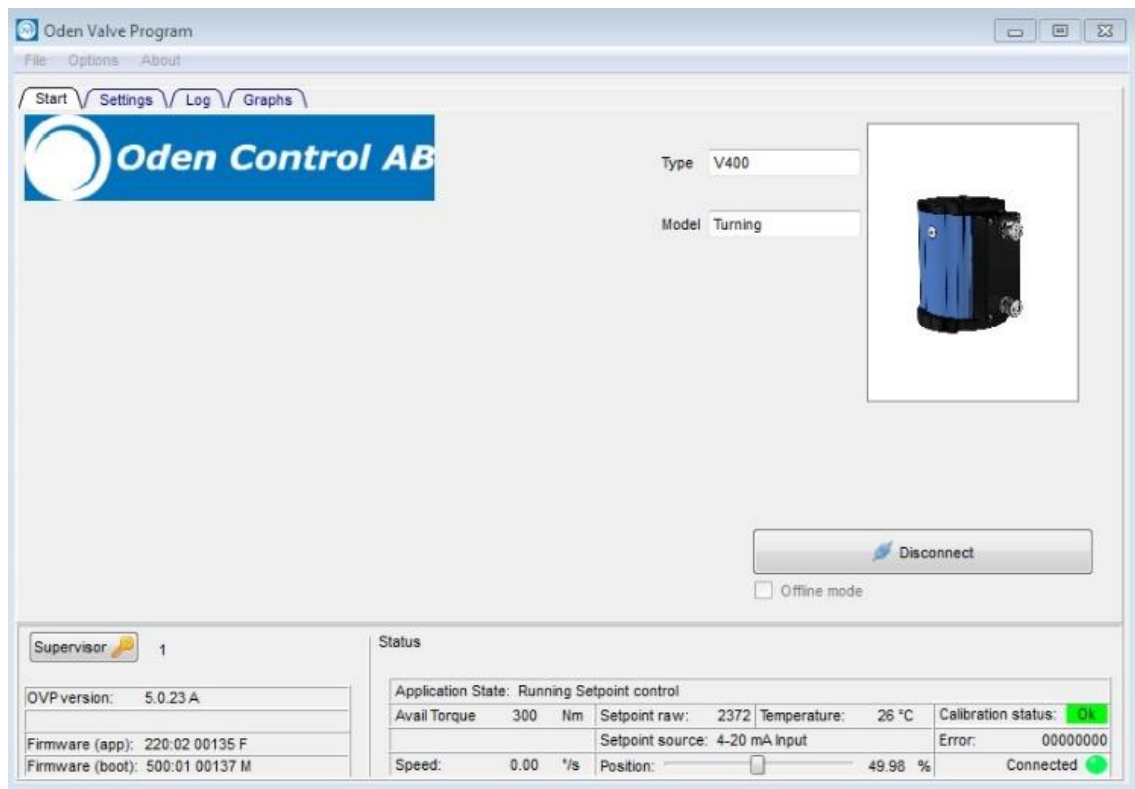 Oden Valve Program
File Options About
Start Settings Log Graphs
Oden Control AB
Type V400
Model Turning
Disconnect
Offline mode
Supervisor 1
Status
OVP version: 5.0.23 A
Firmware (app): 220:02 00135 F
Firmware (boot): 500:01 00137 M
Application State: Running Setpoint control
Avail Torque 300 Nm Setpoint raw: 2372 Temperature: 26 °C Calibration status: Ok
Setpoint source: 4-20 mA Input Error: 00000000
Speed: 0.00 °/s Position: 49.98 % Connected